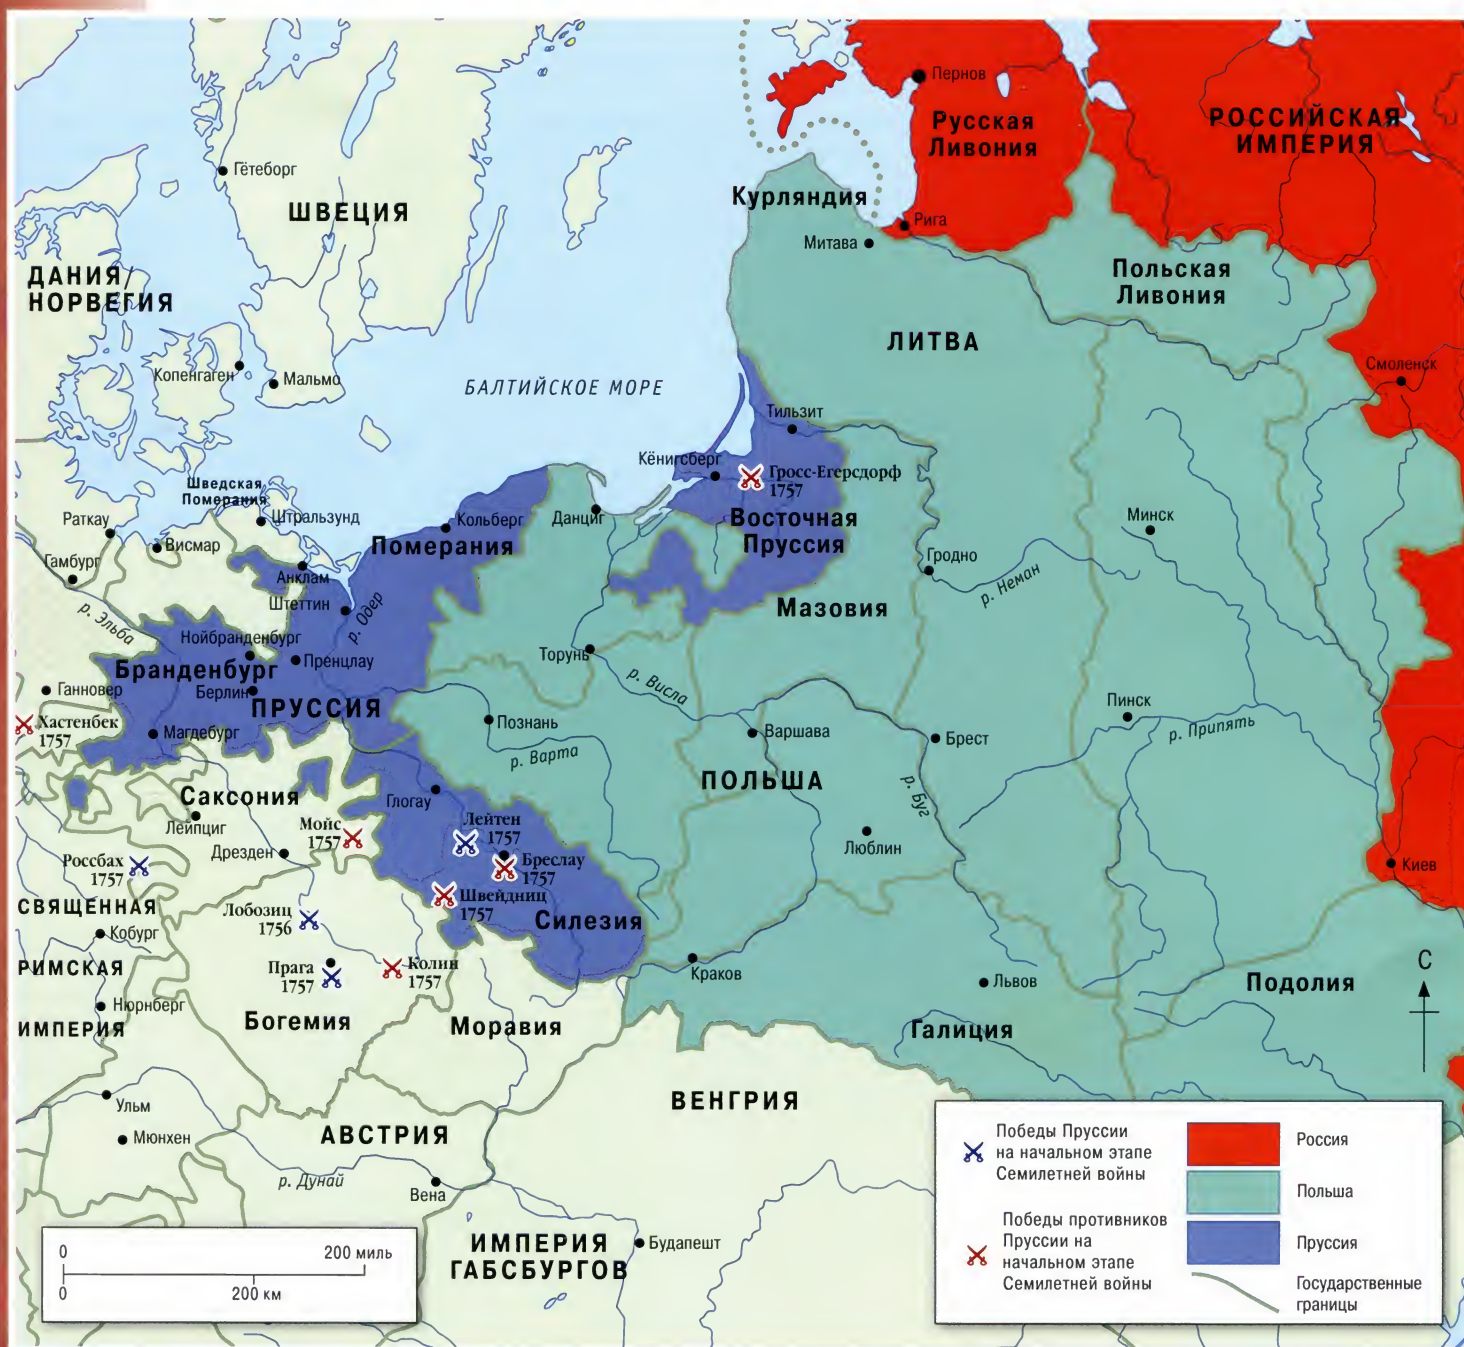 Пернов
Русская
Ливония
РОССИЙСКАЯ
ИМПЕРИЯ
Гётеборг
ШВЕЦИЯ
Курляндия
Рига
Митава
ДАНИЯ/
НОРВЕГИЯ
Польская
Ливония
ЛИТВА
Смоленск
Копенгаген
Мальмо
БАЛТИЙСКОЕ МОРЕ
Тильзит
Кёнигсберг
Гросс-Егерсдорф
1757
Шведская
Померания
Раткау
Штральзунд
Кольберг
Данциг
Восточная
Пруссия
Минск
Висмар
Померания
Гамбург
Анклам
Гродно
р. Неман
р. Эльба
Штеттин
р. Одер
Мазовия
Нойбранденбург
Бранденбург
Пренцлау
Торунь
р. Висла
Ганновер
Берлин
ПРУССИЯ
Пинск
Хастенбек
1757
Магдебург
Познань
Варшава
Брест
р. Припять
р. Варта
ПОЛЬША
р. Буг
Саксония
Глогау
Лейпциг
Мойс
1757
Лейтен
1757
Люблин
Дрезден
Россбах
1757
Бреслау
1757
Киев
Швейдниц
1757
СВЯЩЕННАЯ
Лобозиц
1756
Силезия
Кобург
РИМСКАЯ
Прага
1757
Колин
1757
Краков
Львов
Подолия
С
Нюрнберг
ИМПЕРИЯ
Богемия
Моравия
Галиция
Ульм
ВЕНГРИЯ
Мюнхен
АВСТРИЯ
р. Дунай
Вена
ИМПЕРИЯ
ГАБСБУРГОВ
Будапешт
0
200 миль
0
200 км
Победы Пруссии
на начальном этапе
Семилетней войны
Победы противников
Пруссии на
начальном этапе
Семилетней войны
Россия
Польша
Пруссия
Государственные
границы